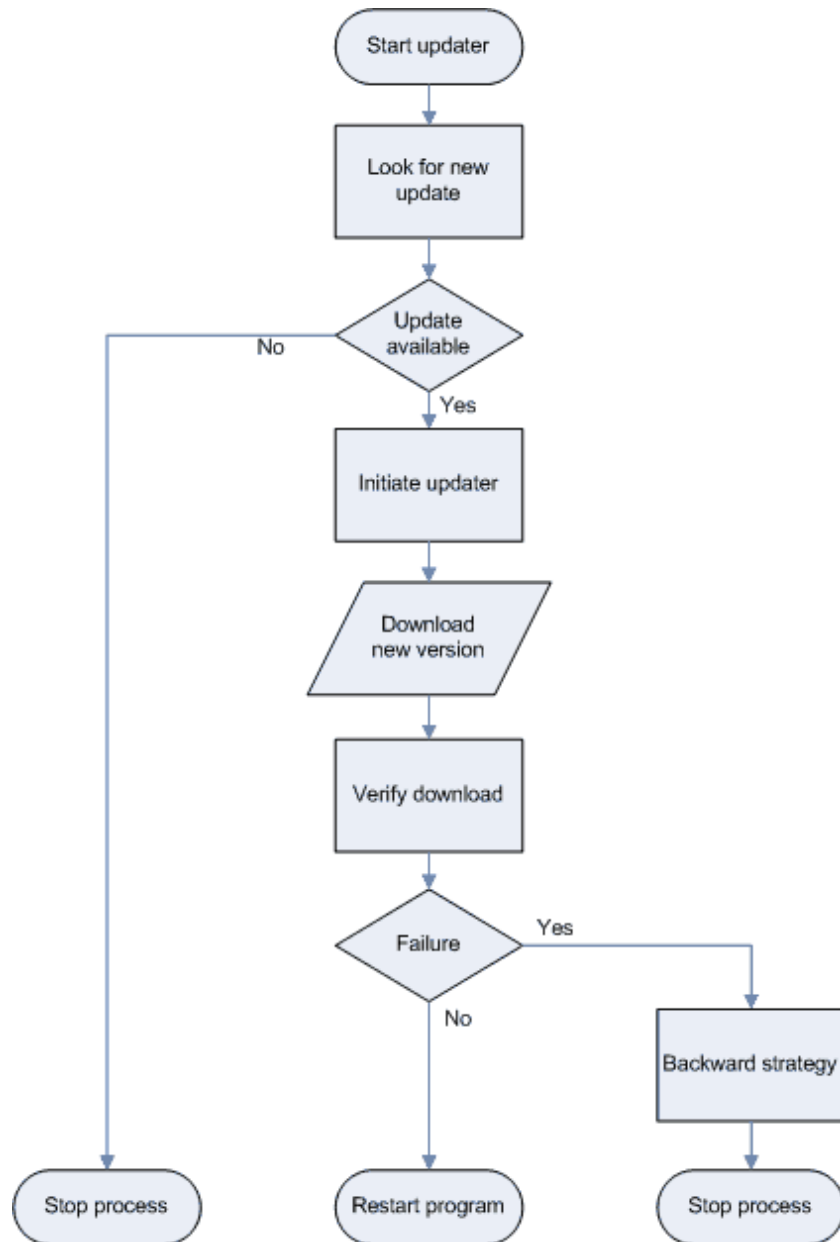 Start updater
Look for new
update
Update
available
No
Yes
Initiate updater
Download
new version
Verify download
Failure
Yes
No
Backward strategy
Stop process
Restart program
Stop process